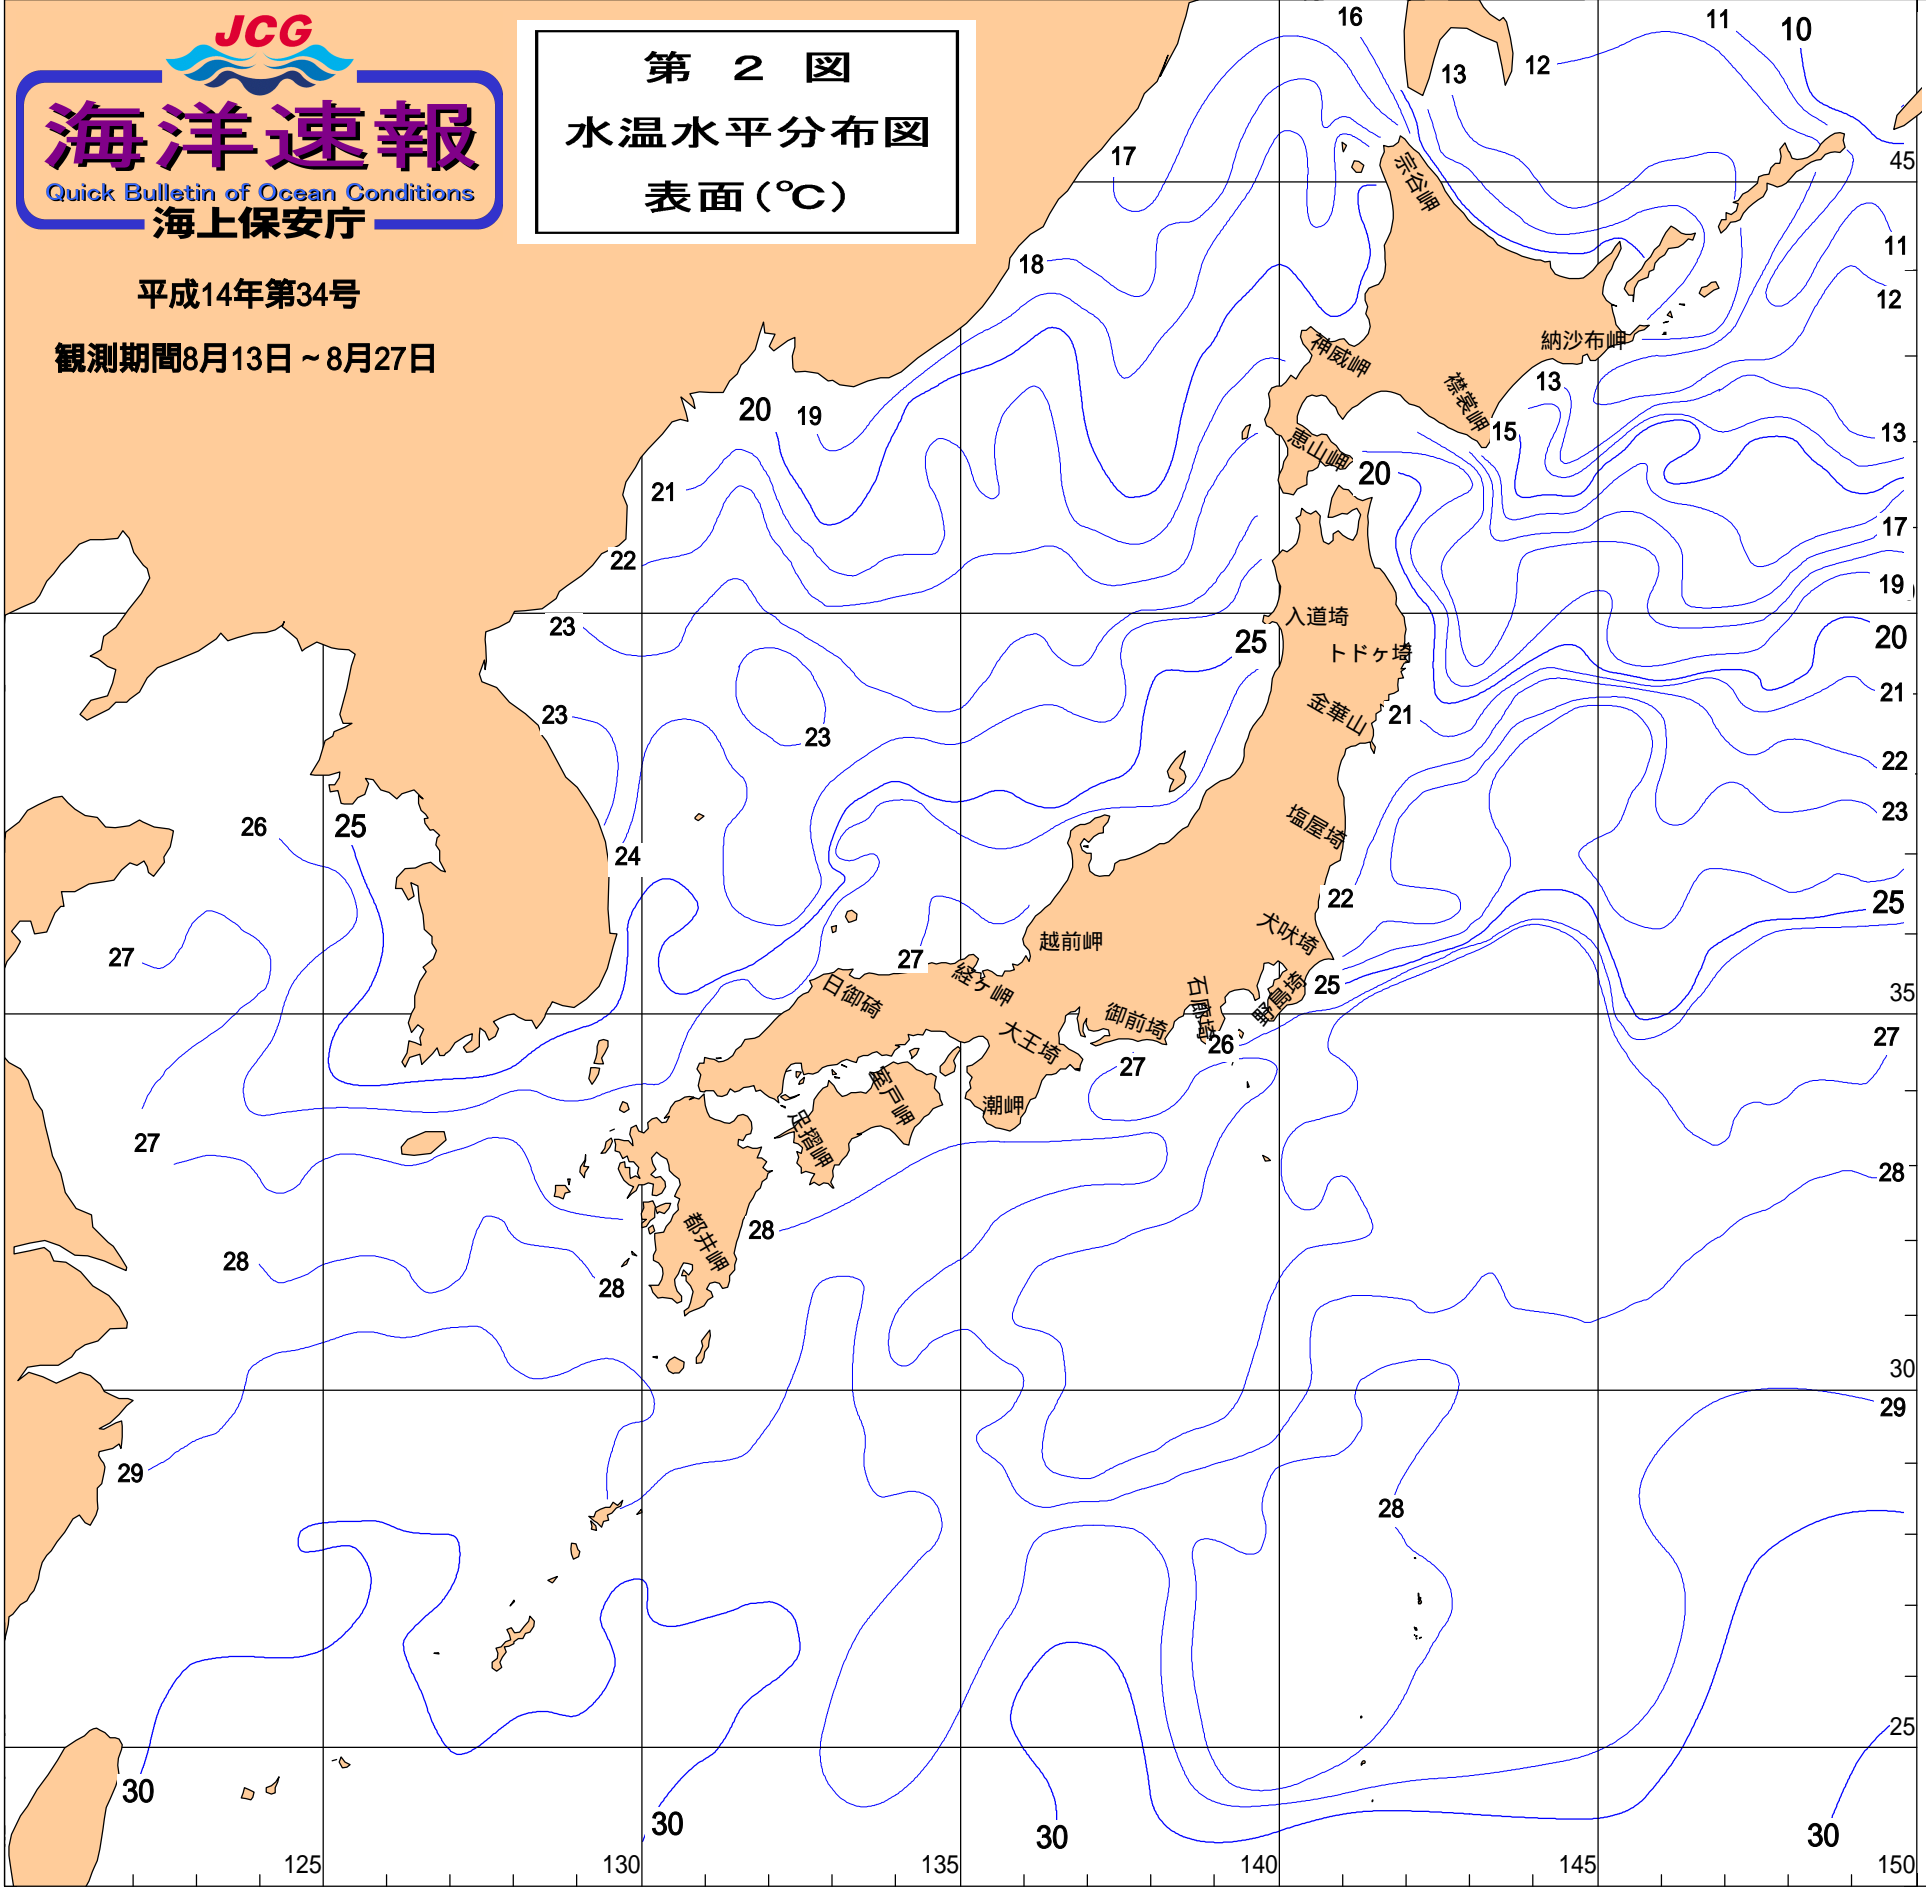 JCG
海洋速報
Quick Bulletin of Ocean Conditions
海上保安庁
平成14年第34号
観測期間8月13日~8月27日
第 2 図
水温水平分布図
表面(℃)
16
11
10
12
13
45
17
宗谷岬
11
18
12
神威岬
納沙布岬
13
襟裳岬
20
19
15
13
恵山岬
20
21
17
22
19
入道埼
23
25
20
トドヶ埼
21
金華山
23
21
23
22
23
塩屋埼
26
25
24
22
25
犬吠埼
越前岬
27
27
経ヶ岬
日御碕
石廊埼
野島埼
25
35
御前埼
大王埼
26
27
27
室戸岬
潮岬
足摺岬
27
28
都井岬
28
28
28
30
29
29
28
25
30
30
30
30
125
130
135
140
145
150